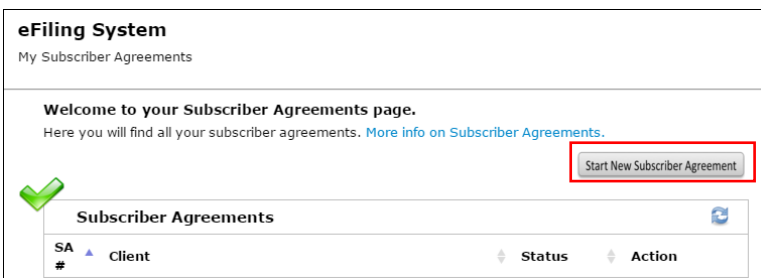 eFiling System
My Subscriber Agreements
Welcome to your Subscriber Agreements page.
Here you will find all your subscriber agreements. More info on Subscriber Agreements.
Start New Subscriber Agreement
Subscriber Agreements
SA # Client Status Action